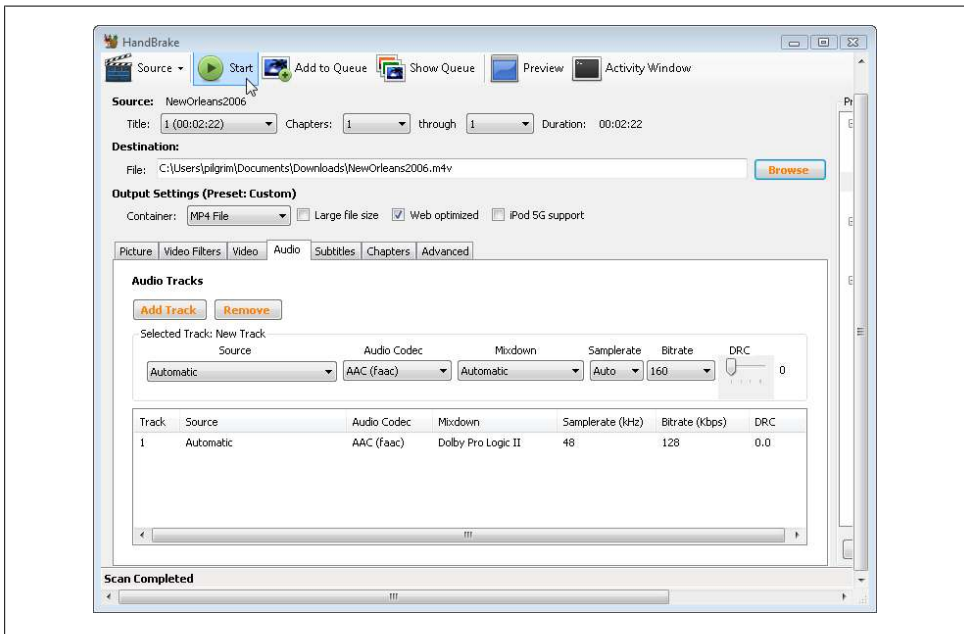 HandBrake
Source Start Add to Queue Show Queue Preview Activity Window
Source: NewOrleans2006
Title: 1 (00:02:22) Chapters: 1 through 1 Duration: 00:02:22
Destination:
File: C:\Users\pilgrim\Documents\Downloads\NewOrleans2006.m4v Browse
Output Settings (Preset: Custom)
Container: MP4 File Large file size Web optimized iPod 5G support
Picture Video Filters Video Audio Subtitles Chapters Advanced
Audio Tracks
Add Track Remove
Selected Track: New Track
Source Audio Codec Mixdown Samplerate Bitrate DRC
Automatic AAC (faac) Automatic Auto 160 0
Track Source Audio Codec Mixdown Samplerate (kHz) Bitrate (Kbps) DRC
1 Automatic AAC (faac) Dolby Pro Logic II 48 128 0.0
Scan Completed